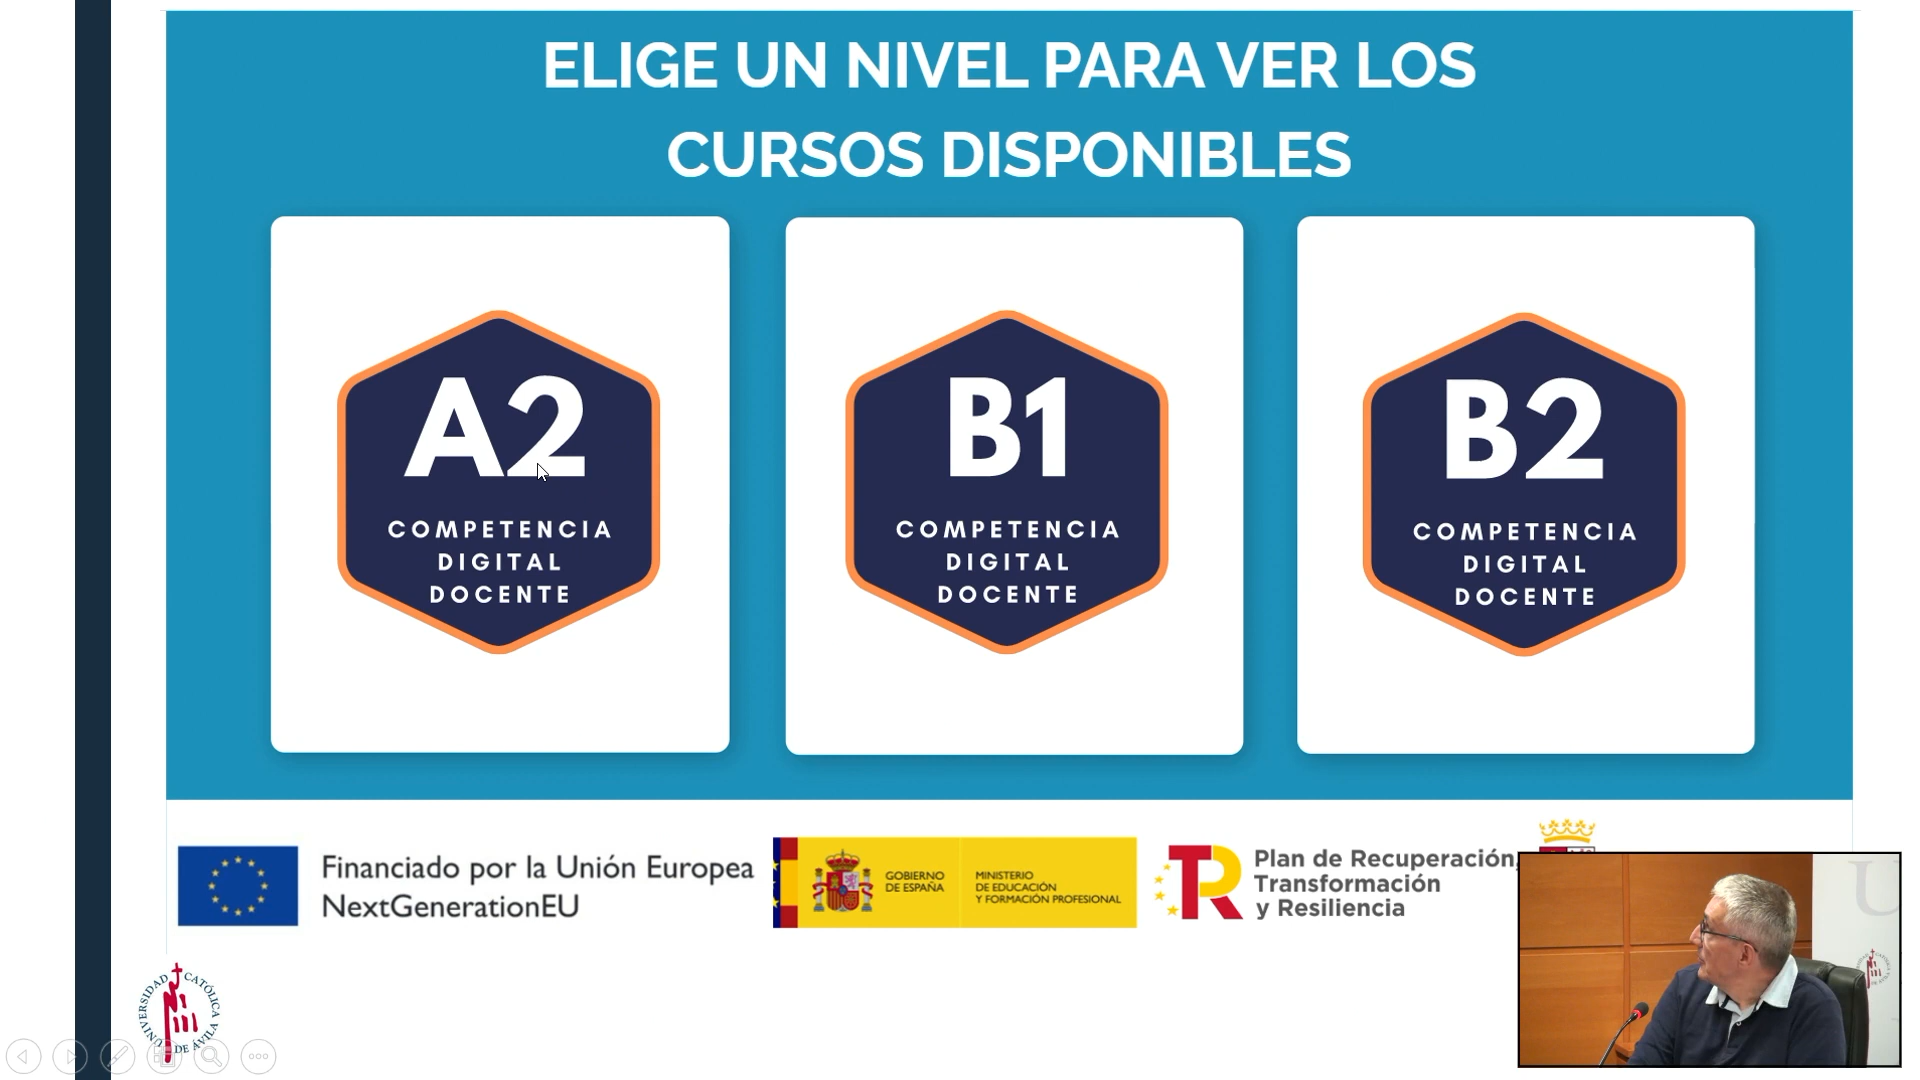 ELIGE UN NIVEL PARA VER LOS
CURSOS DISPONIBLES
A2
COMPETENCIA
DIGITAL
DOCENTE
B1
COMPETENCIA
DIGITAL
DOCENTE
B2
COMPETENCIA
DIGITAL
DOCENTE
Financiado por la Unión Europea
NextGenerationEU
GOBIERNO
DE ESPAÑA
MINISTERIO
DE EDUCACIÓN
Y FORMACIÓN PROFESIONAL
TR
Plan de Recuperación,
Transformación
y Resiliencia
UNIVERSIDAD CATÓLICA DE ÁVILA
U